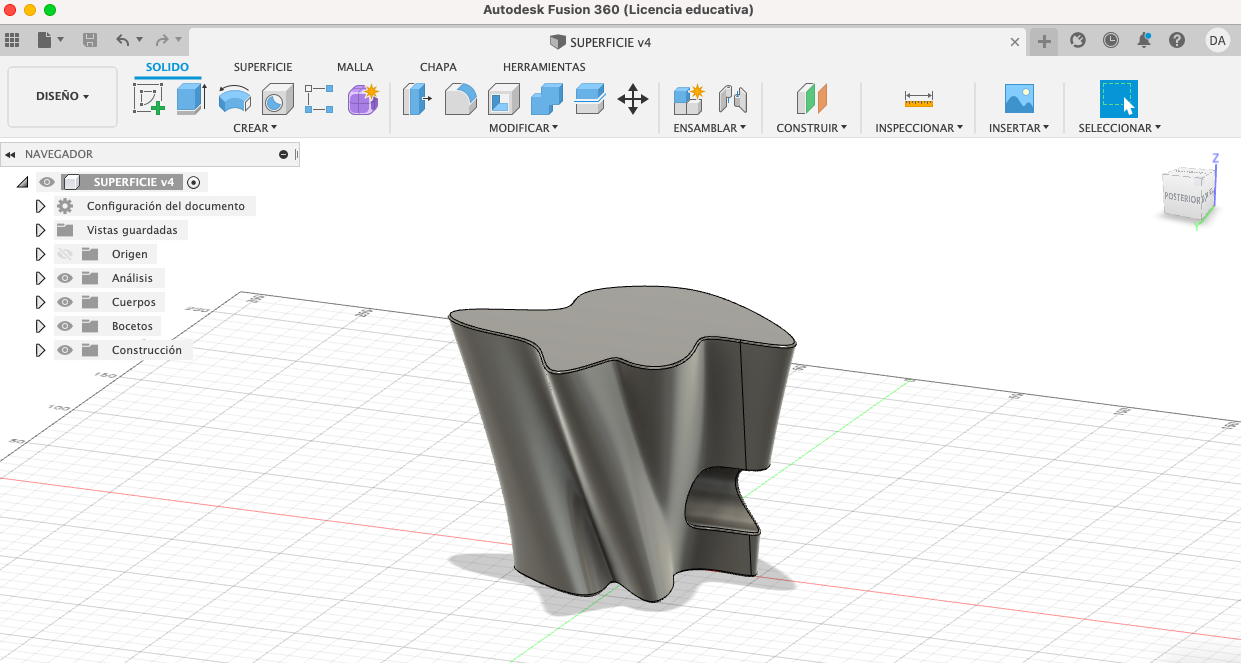 Autodesk Fusion 360 (Licencia educativa)
SUPERFICIE v4
DA
DISEÑO
SOLIDO SUPERFICIE MALLA CHAPA HERRAMIENTAS
CREAR MODIFICAR ENSAMBLAR CONSTRUIR INSPECCIONAR INSERTAR SELECCIONAR
NAVEGADOR
SUPERFICIE v4
Configuración del documento
Vistas guardadas
Origen
Análisis
Cuerpos
Bocetos
Construcción
Z
POSTERIOR
Y
150
100
50